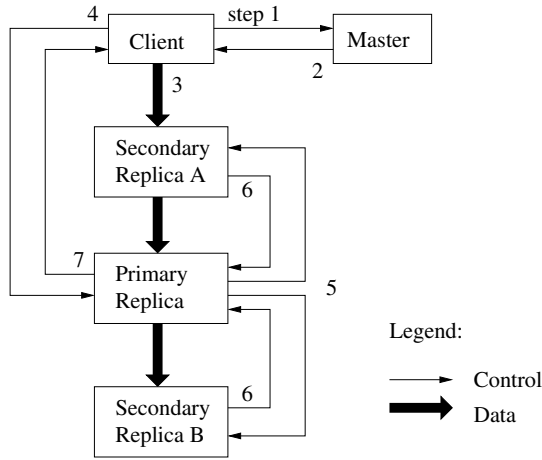 4
step 1
Client
Master
2
3
Secondary
Replica A
6
7
Primary
Replica
5
Legend:
6
Control
Secondary
Replica B
Data